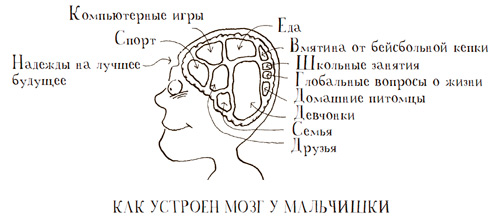 Компьютерные игры
Еда
Спорт
Надежды на лучшее
будущее
Вмятина от бейсбольной кепки
Школьные занятия
Глобальные вопросы о жизни
Домашние питомцы
Девчонки
Семья
Друзья
КАК УСТРОЕН МОЗГ У МАЛЬЧИШКИ